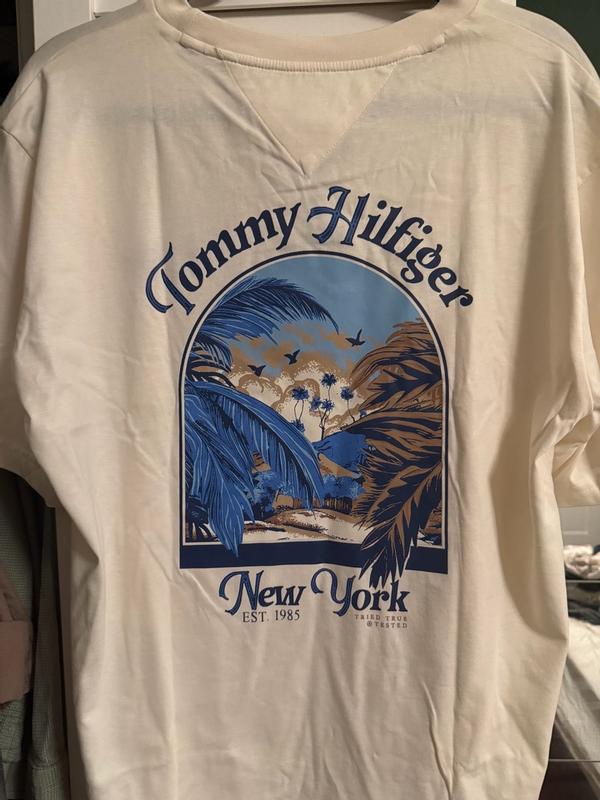 Tommy Hilfiger
New York
EST. 1985
TRIED TRUE
@TESTED